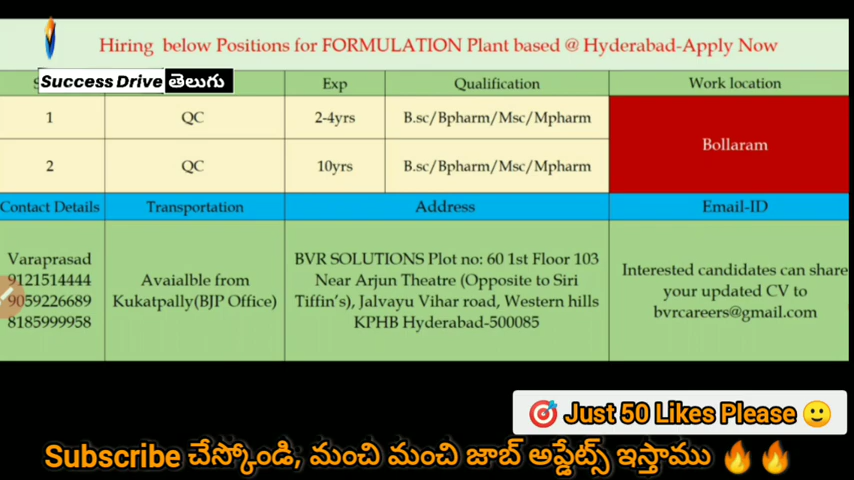 Hiring below Positions for FORMULATION Plant based @ Hyderabad-Apply Now
Success Drive తెలుగు
Exp
Qualification
Work location
1
QC
2-4yrs
B.sc/Bpharm/Msc/Mpharm
Bollaram
2
QC
10yrs
B.sc/Bpharm/Msc/Mpharm
Contact Details
Transportation
Address
Email-ID
Varaprasad
9121514444
9059226689
8185999958
Avaialble from
Kukatpally(BJP Office)
BVR SOLUTIONS Plot no: 60 1st Floor 103
Near Arjun Theatre (Opposite to Siri
Tiffin's), Jalvayu Vihar road, Western hills
KPHB Hyderabad-500085
Interested candidates can share
your updated CV to
bvrcareers@gmail.com
🎯 Just 50 Likes Please 🙂
Subscribe చేస్కోండి, మంచి మంచి జాబ్ అప్డేట్స్ ఇస్తాము 🔥🔥